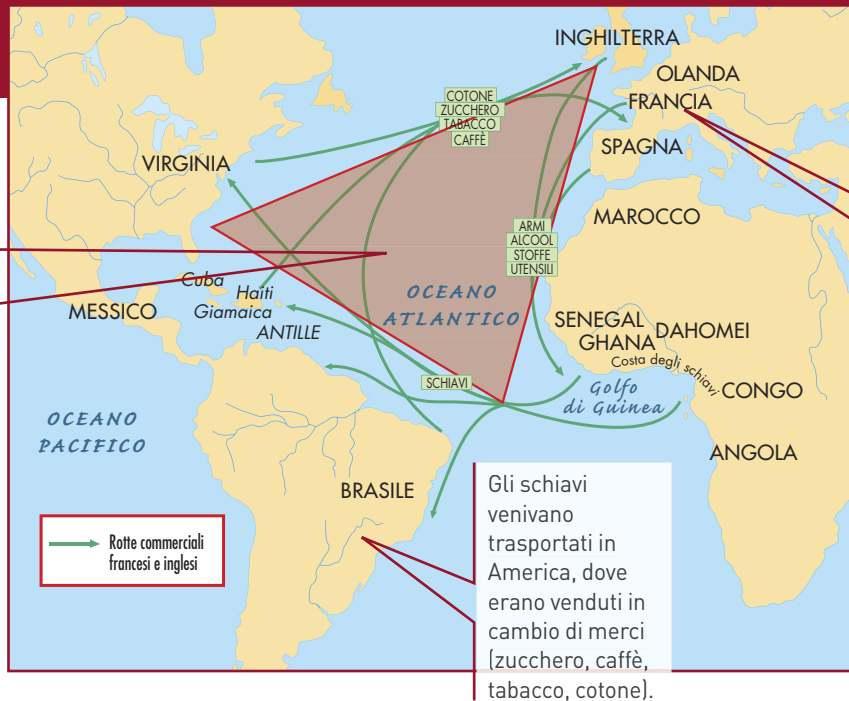 INGHILTERRA
OLANDA
FRANCIA
SPAGNA
COTONE
ZUCCHERO
TABACCO
CAFFÈ
VIRGINIA
MAROCCO
ARMI
ALCOOL
STOFFE
UTENSILI
Cuba
Haiti
Giamaica
ANTILLE
MESSICO
OCEANO
ATLANTICO
SENEGAL
GHANA
DAHOMEI
Costa degli schiavi
SCHIAVI
Golfo
di Guinea
CONGO
ANGOLA
OCEANO
PACIFICO
BRASILE
Rotte commerciali
francesi e inglesi
Gli schiavi
venivano
trasportati in
America, dove
erano venduti in
cambio di merci
(zucchero, caffè,
tabacco, cotone).